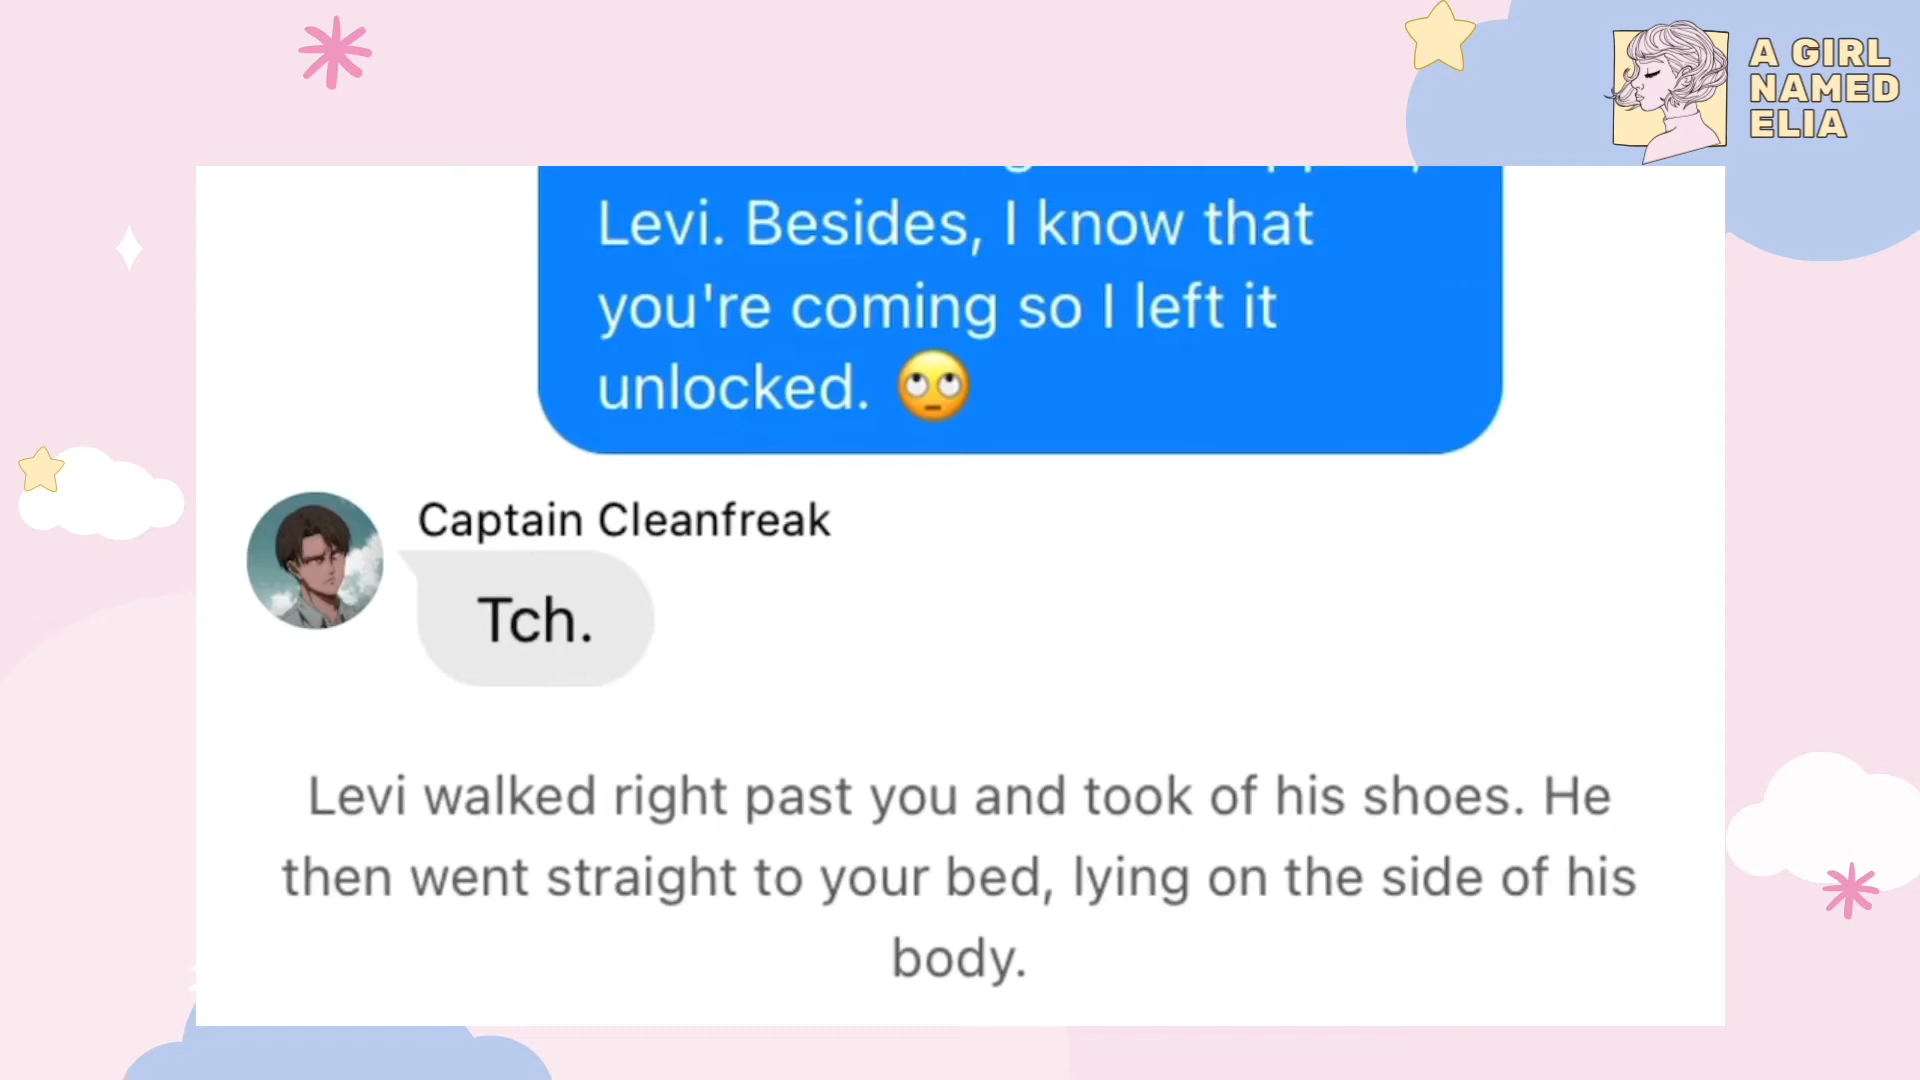 A GIRL
NAMED
ELIA
Levi. Besides, I know that
you're coming so I left it
unlocked. 🙄
Captain Cleanfreak
Tch.
Levi walked right past you and took of his shoes. He
then went straight to your bed, lying on the side of his
body.